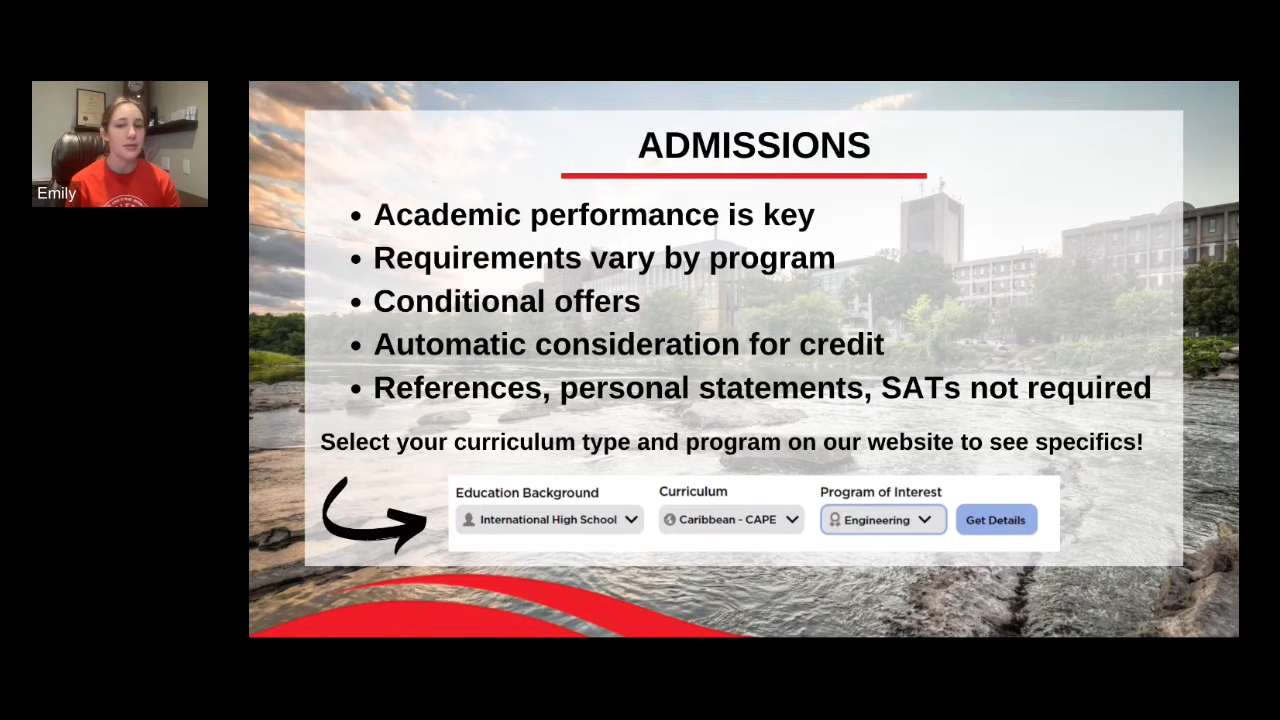 Emily
ADMISSIONS
• Academic performance is key
• Requirements vary by program
• Conditional offers
• Automatic consideration for credit
• References, personal statements, SATs not required
Select your curriculum type and program on our website to see specifics!
Education Background
Curriculum
Program of Interest
International High School
Caribbean - CAPE
Engineering
Get Details